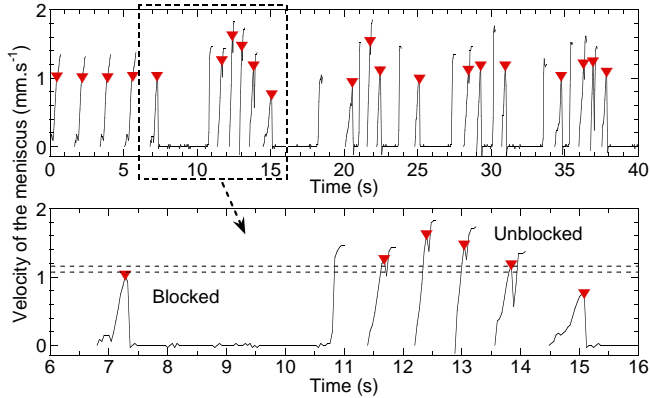 Velocity of the meniscus (mm.s⁻¹)
2
1
0
0 5 10 15 20 25 30 35 40
Time (s)
2
Unblocked
1
Blocked
0
6 7 8 9 10 11 12 13 14 15 16
Time (s)